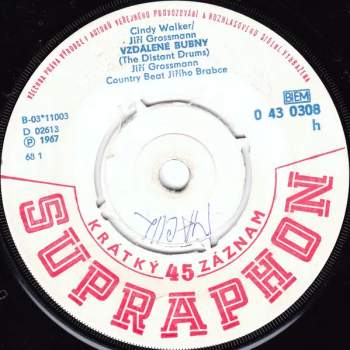 VŠECHNA PRÁVA VÝROBCE I AUTORŮ VEŘEJNÉHO PROVOZOVÁNÍ A ROZHLASOVÉHO ŠÍŘENÍ VYHRAZENA
Cindy Walker/
Jiří Grossmann
VZDÁLENÉ BUBNY
(The Distant Drums)
Jiří Grossmann
Country Beat Jiřího Brabce
B-03*11003
D 02613
Ⓟ 1967
68 1
BIEM
0 43 0308
h
KRÁTKÝ 45 ZÁZNAM
SUPRAPHON